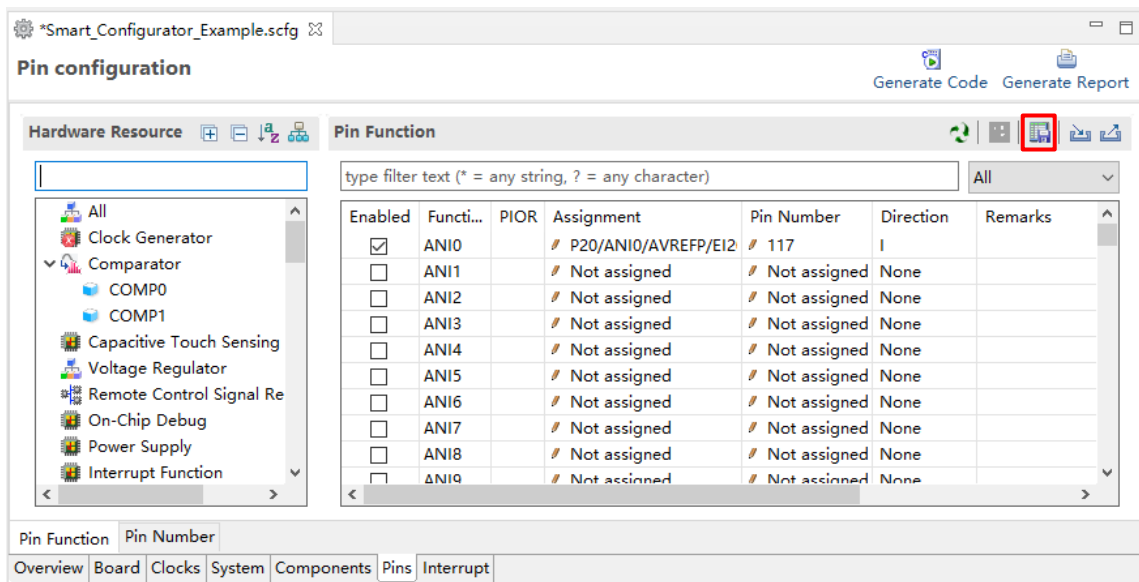 *Smart_Configurator_Example.scfg
Pin configuration
Generate Code Generate Report
Hardware Resource
Pin Function
type filter text (* = any string, ? = any character)
All
All
Clock Generator
Comparator
COMP0
COMP1
Capacitive Touch Sensing
Voltage Regulator
Remote Control Signal Re
On-Chip Debug
Power Supply
Interrupt Function
Enabled Functi... PIOR Assignment Pin Number Direction Remarks
ANI0 P20/ANI0/AVREFP/EI2 117 I
ANI1 Not assigned Not assigned None
ANI2 Not assigned Not assigned None
ANI3 Not assigned Not assigned None
ANI4 Not assigned Not assigned None
ANI5 Not assigned Not assigned None
ANI6 Not assigned Not assigned None
ANI7 Not assigned Not assigned None
ANI8 Not assigned Not assigned None
ANI9 Not assigned Not assigned None
Pin Function Pin Number
Overview Board Clocks System Components Pins Interrupt